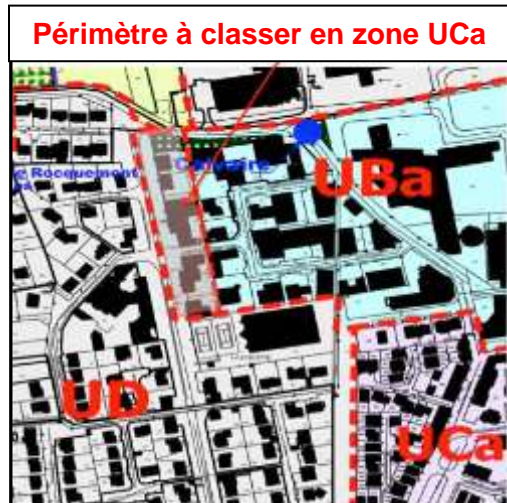 Périmètre à classer en zone UCa
Calvaire
e Rocquemont
UBa
UD
UCa